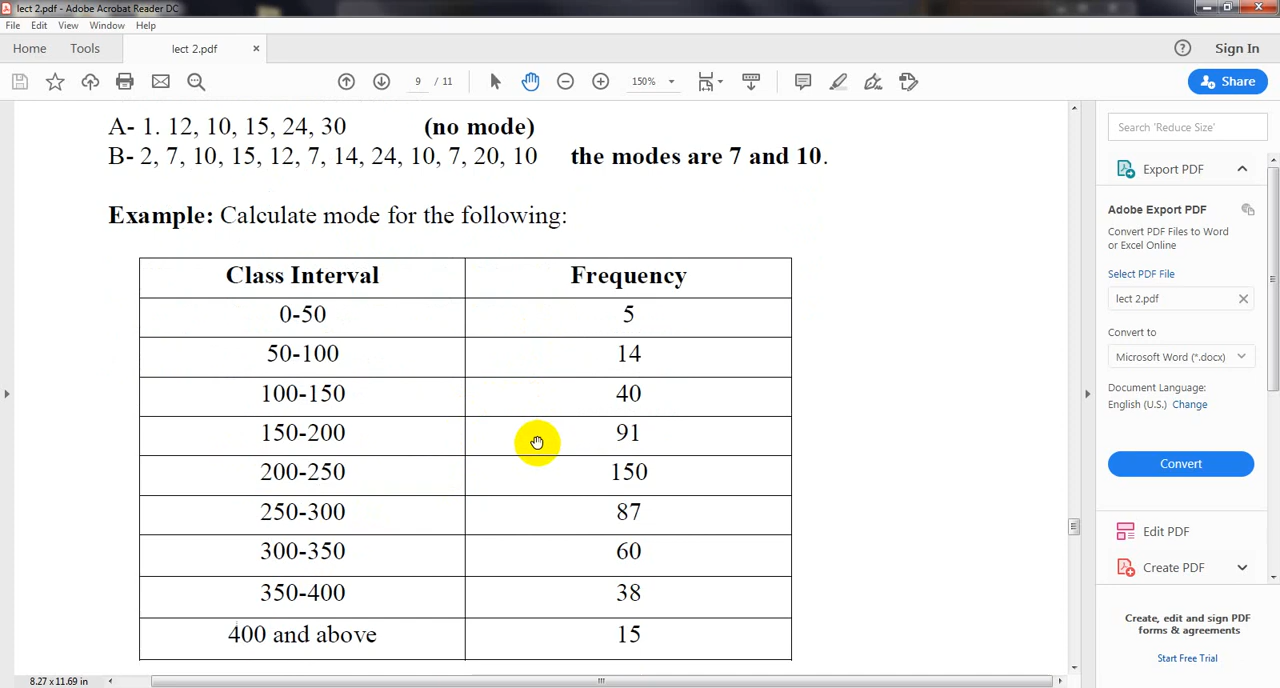 lect 2.pdf - Adobe Acrobat Reader DC
File Edit View Window Help
Home Tools lect 2.pdf × Sign In
9 / 11 150% Share
A- 1. 12, 10, 15, 24, 30 (no mode)
B- 2, 7, 10, 15, 12, 7, 14, 24, 10, 7, 20, 10 the modes are 7 and 10.
Example: Calculate mode for the following:
Class Interval Frequency
0-50 5
50-100 14
100-150 40
150-200 91
200-250 150
250-300 87
300-350 60
350-400 38
400 and above 15
8.27 x 11.69 in
Search 'Reduce Size'
Export PDF
Adobe Export PDF
Convert PDF Files to Word
or Excel Online
Select PDF File
lect 2.pdf
Convert to
Microsoft Word (*.docx)
Document Language:
English (U.S.) Change
Convert
Edit PDF
Create PDF
Create, edit and sign PDF
forms & agreements
Start Free Trial